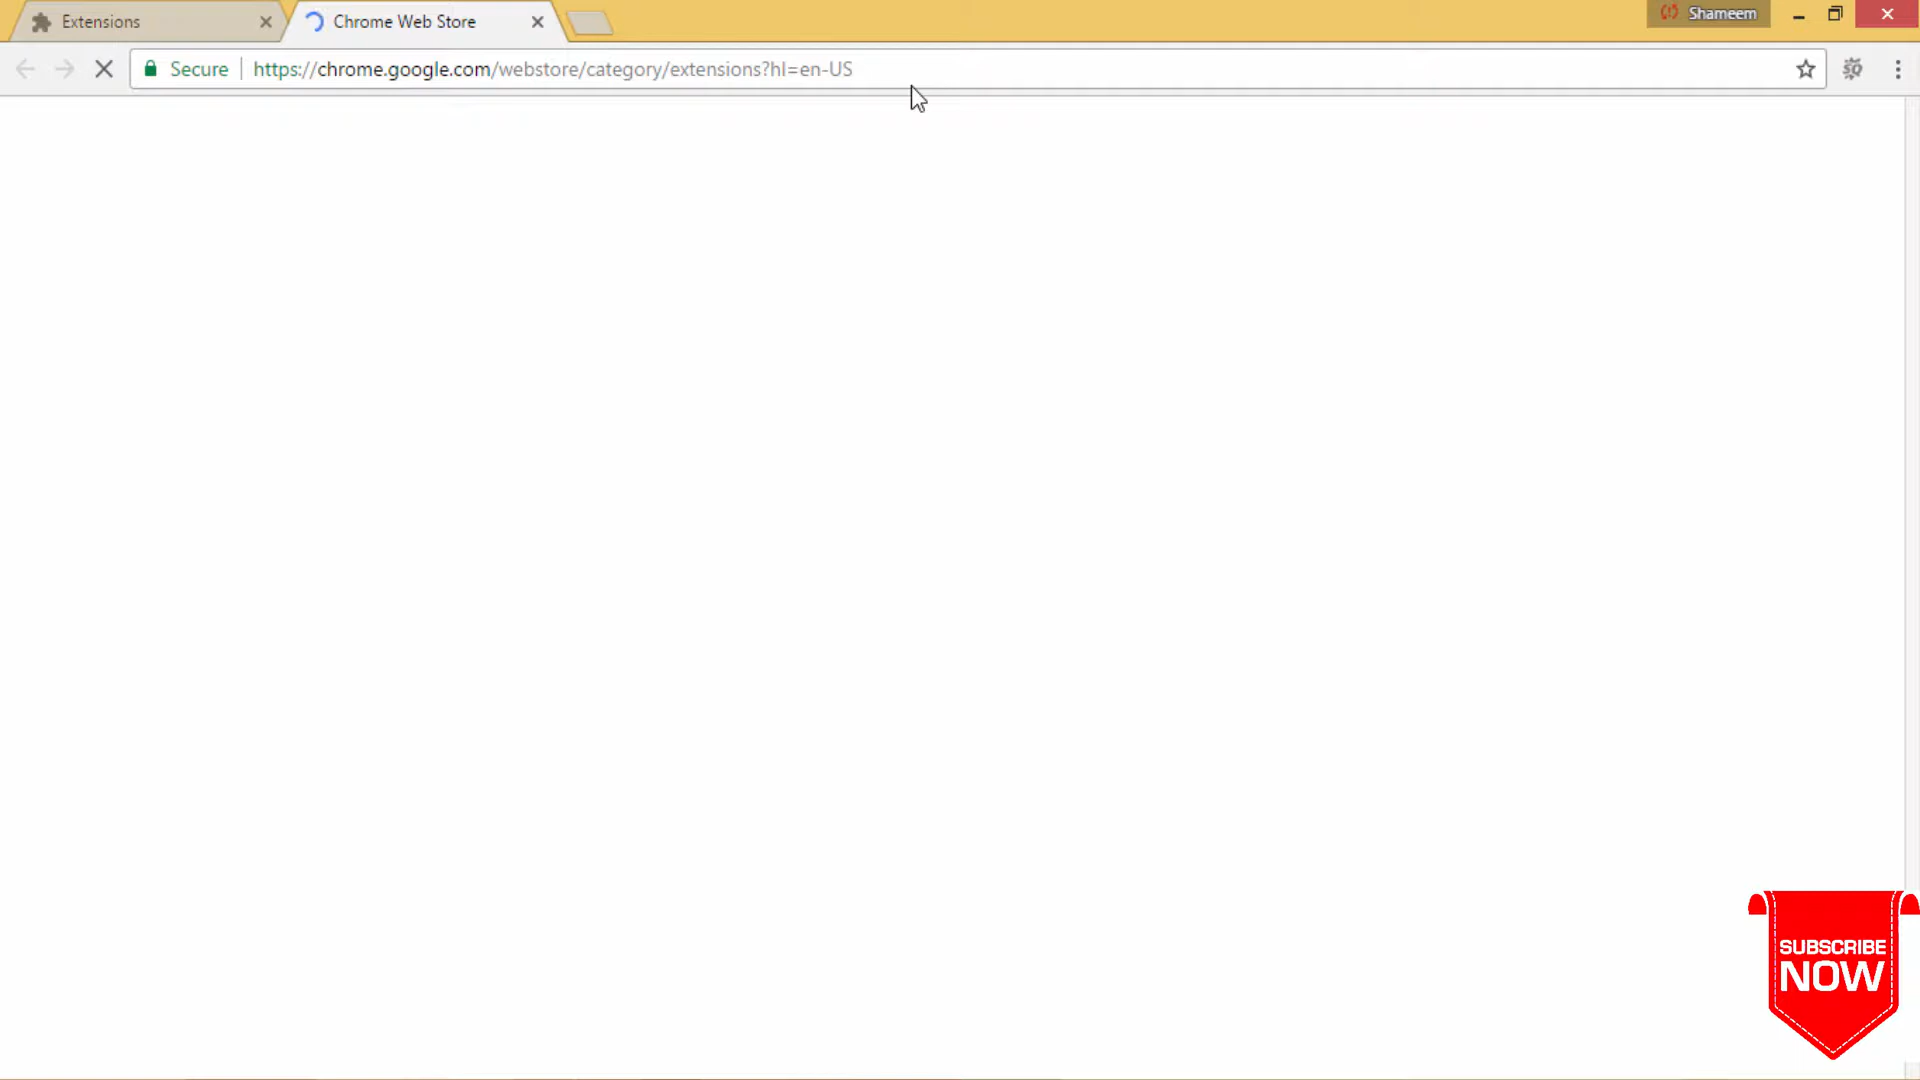 Extensions
Chrome Web Store
Shameem
Secure
https://chrome.google.com/webstore/category/extensions?hl=en-US
SUBSCRIBE
NOW